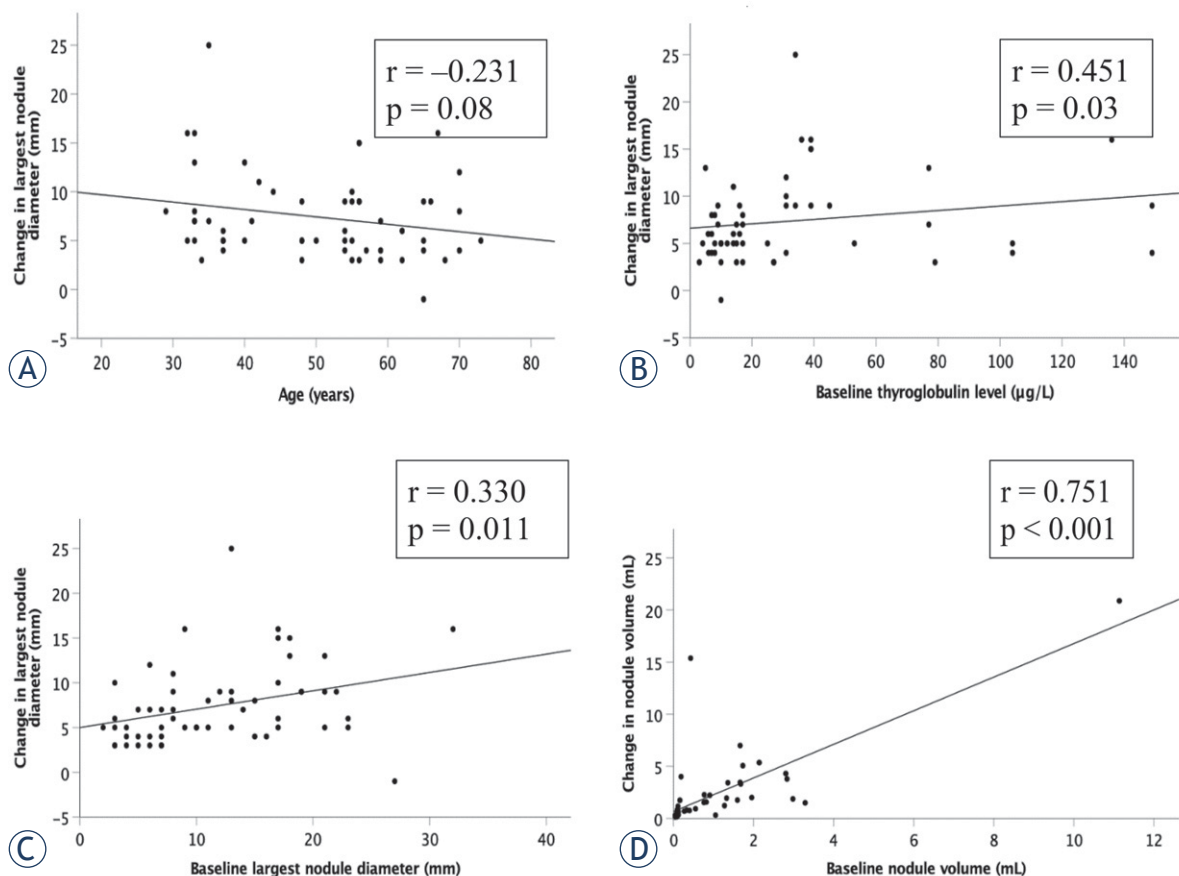 r = –0.231
p = 0.08
Change in largest nodule
diameter (mm)
25
20
15
10
5
0
−5
20
30
40
50
60
70
80
Age (years)
A
r = 0.451
p = 0.03
Change in largest nodule
diameter (mm)
25
20
15
10
5
0
−5
0
20
40
60
80
100
120
140
Baseline thyroglobulin level (µg/L)
B
r = 0.330
p = 0.011
Change in largest nodule
diameter (mm)
25
20
15
10
5
0
−5
0
10
20
30
40
Baseline largest nodule diameter (mm)
C
r = 0.751
p < 0.001
Change in nodule volume (mL)
25
20
15
10
5
0
0
2
4
6
8
10
12
Baseline nodule volume (mL)
D